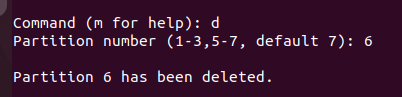 Command (m for help): d
Partition number (1-3,5-7, default 7): 6
Partition 6 has been deleted.